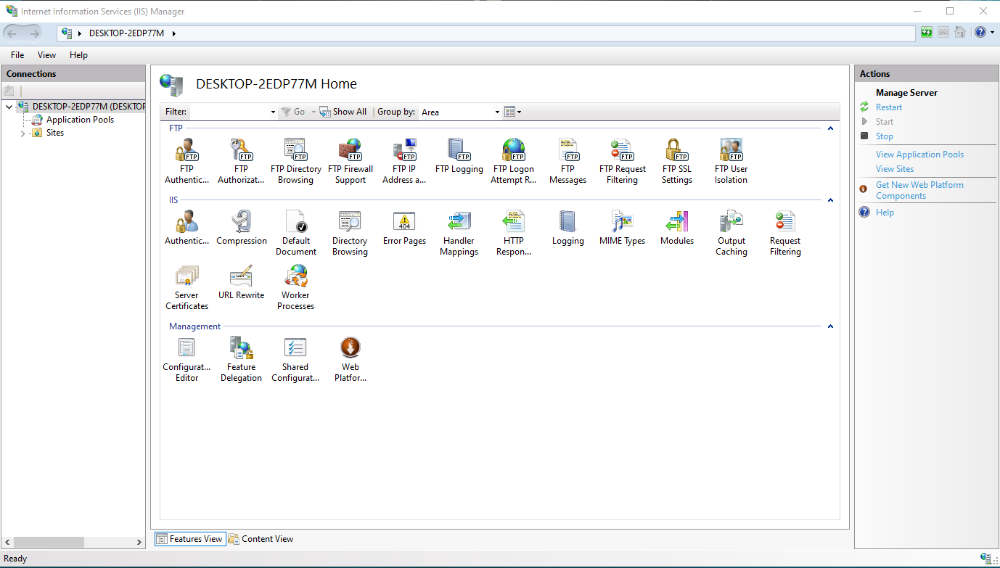 Internet Information Services (IIS) Manager
DESKTOP-2EDP77M
File View Help
Connections
DESKTOP-2EDP77M (DESKTOP
Application Pools
Sites
DESKTOP-2EDP77M Home
Filter: Go Show All Group by: Area
FTP
FTP FTP FTP FTP FTP FTP FTP FTP FTP FTP FTP
FTP Authentic...
FTP Authorizat...
FTP Directory Browsing
FTP Firewall Support
FTP IP Address a...
FTP Logging
FTP Logon Attempt R...
FTP Messages
FTP Request Filtering
FTP SSL Settings
FTP User Isolation
IIS
404
Authentic...
Compression
Default Document
Directory Browsing
Error Pages
Handler Mappings
HTTP Respon...
Logging
MIME Types
Modules
Output Caching
Request Filtering
Server Certificates
URL Rewrite
Worker Processes
Management
Configurat... Editor
Feature Delegation
Shared Configurat...
Web Platfor...
Features View
Content View
Actions
Manage Server
Restart
Start
Stop
View Application Pools
View Sites
Get New Web Platform
Components
Help
Ready